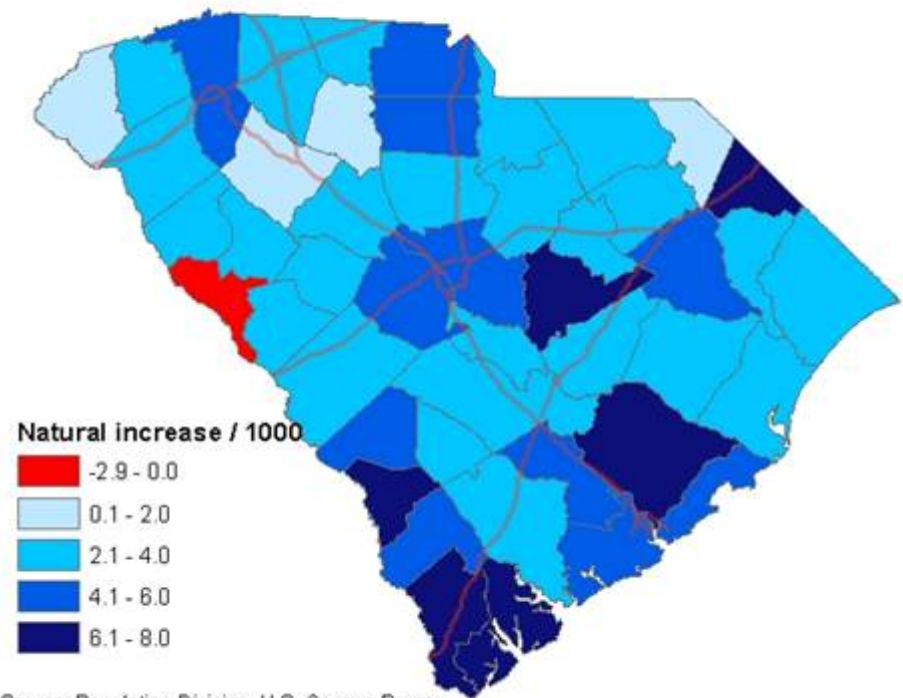 Natural increase / 1000
-2.9 - 0.0
0.1 - 2.0
2.1 - 4.0
4.1 - 6.0
6.1 - 8.0
Population Division, U.S. Census